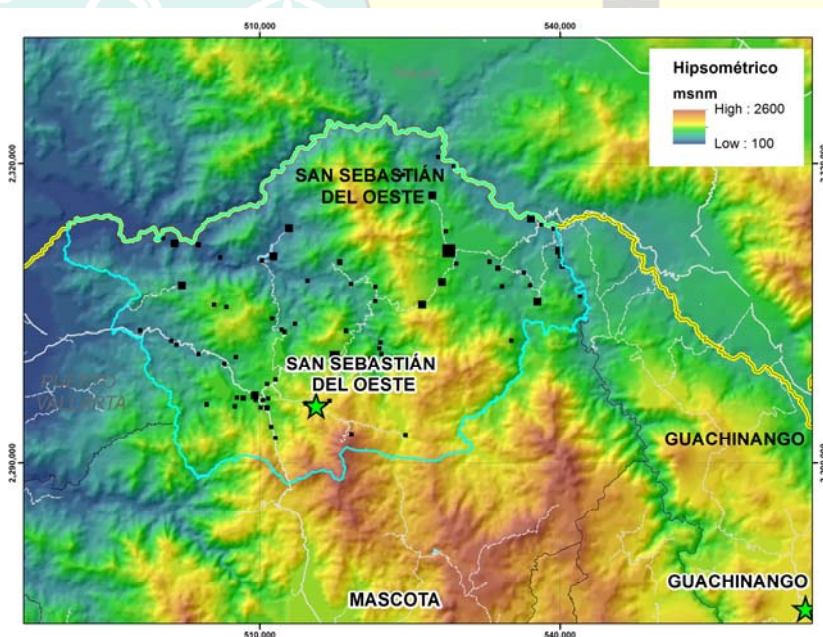 510,000
540,000
Hipsométrico
msnm
High : 2600
Low : 100
2,320,000
SAN SEBASTIÁN
DEL OESTE
SAN SEBASTIÁN
DEL OESTE
PUERTO
VALLARTA
GUACHINANGO
2,290,000
GUACHINANGO
MASCOTA
510,000
540,000